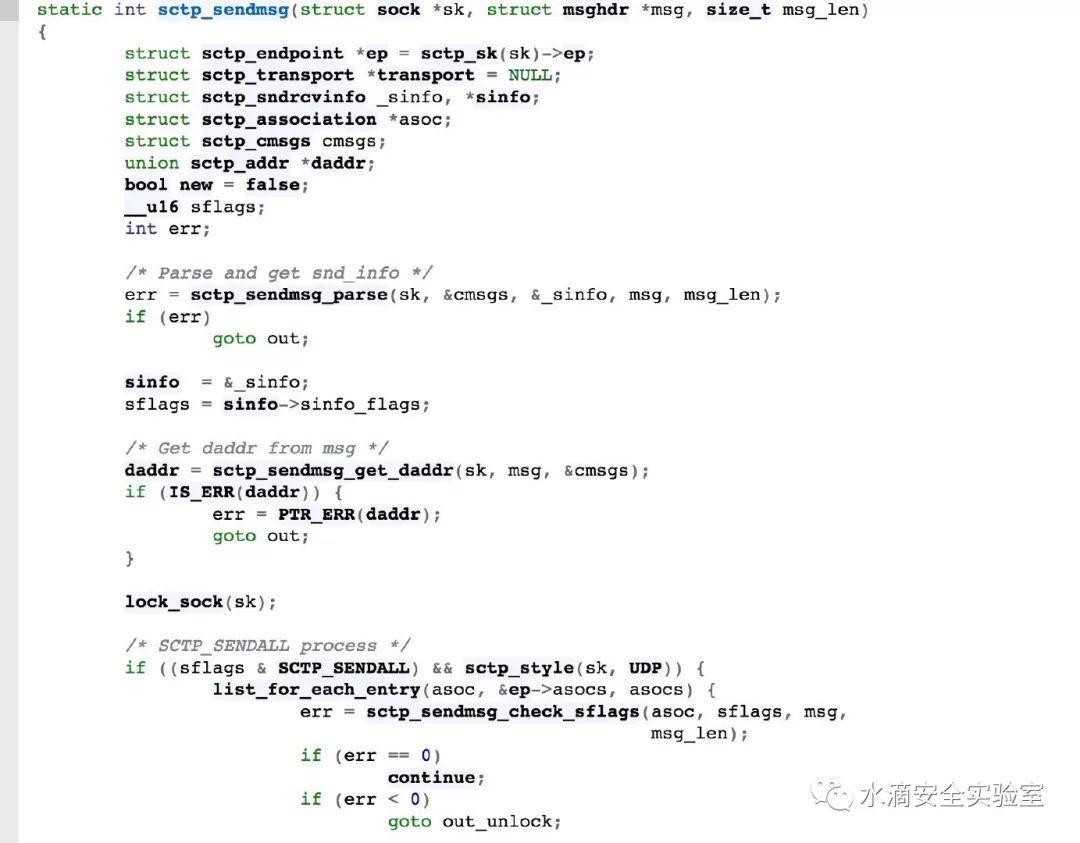 static int sctp_sendmsg(struct sock *sk, struct msghdr *msg, size_t msg_len)
{
        struct sctp_endpoint *ep = sctp_sk(sk)->ep;
        struct sctp_transport *transport = NULL;
        struct sctp_sndrcvinfo _sinfo, *sinfo;
        struct sctp_association *asoc;
        struct sctp_cmsgs cmsgs;
        union sctp_addr *daddr;
        bool new = false;
        __u16 sflags;
        int err;

        /* Parse and get snd_info */
        err = sctp_sendmsg_parse(sk, &cmsgs, &_sinfo, msg, msg_len);
        if (err)
                goto out;

        sinfo  = &_sinfo;
        sflags = sinfo->sinfo_flags;

        /* Get daddr from msg */
        daddr = sctp_sendmsg_get_daddr(sk, msg, &cmsgs);
        if (IS_ERR(daddr)) {
                err = PTR_ERR(daddr);
                goto out;
        }

        lock_sock(sk);

        /* SCTP_SENDALL process */
        if ((sflags & SCTP_SENDALL) && sctp_style(sk, UDP)) {
                list_for_each_entry(asoc, &ep->asocs, asocs) {
                        err = sctp_sendmsg_check_sflags(asoc, sflags, msg,
                                                        msg_len);
                        if (err == 0)
                                continue;
                        if (err < 0)
                                goto out_unlock;
水滴安全实验室